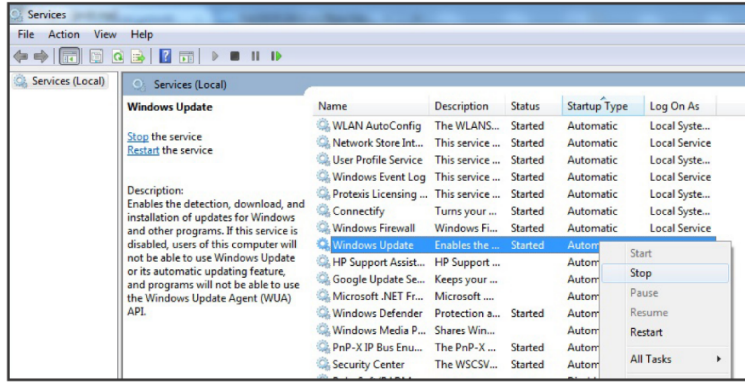 Services
File Action View Help
Services (Local)
Services (Local)
Windows Update
Stop the service
Restart the service
Description:
Enables the detection, download, and
installation of updates for Windows
and other programs. If this service is
disabled, users of this computer will
not be able to use Windows Update
or its automatic updating feature,
and programs will not be able to use
the Windows Update Agent (WUA)
API.
Name Description Status Startup Type Log On As
WLAN AutoConfig The WLANS... Started Automatic Local Syste...
Network Store Int... This service ... Started Automatic Local Service
User Profile Service This service ... Started Automatic Local Syste...
Windows Event Log This service ... Started Automatic Local Service
Protexis Licensing ... This service ... Started Automatic Local Syste...
Connectify Turns your ... Started Automatic Local Syste...
Windows Firewall Windows Fi... Started Automatic Local Service
Windows Update Enables the ... Started Autom
HP Support Assist... HP Support ... Autom
Google Update Se... Keeps your ... Autom
Microsoft .NET Fr... Microsoft .... Autom
Windows Defender Protection a... Started Autom
Windows Media P... Shares Win... Autom
PnP-X IP Bus Enu... The PnP-X ... Started Autom
Security Center The WSCSV... Started Autom
Start
Stop
Pause
Resume
Restart
All Tasks